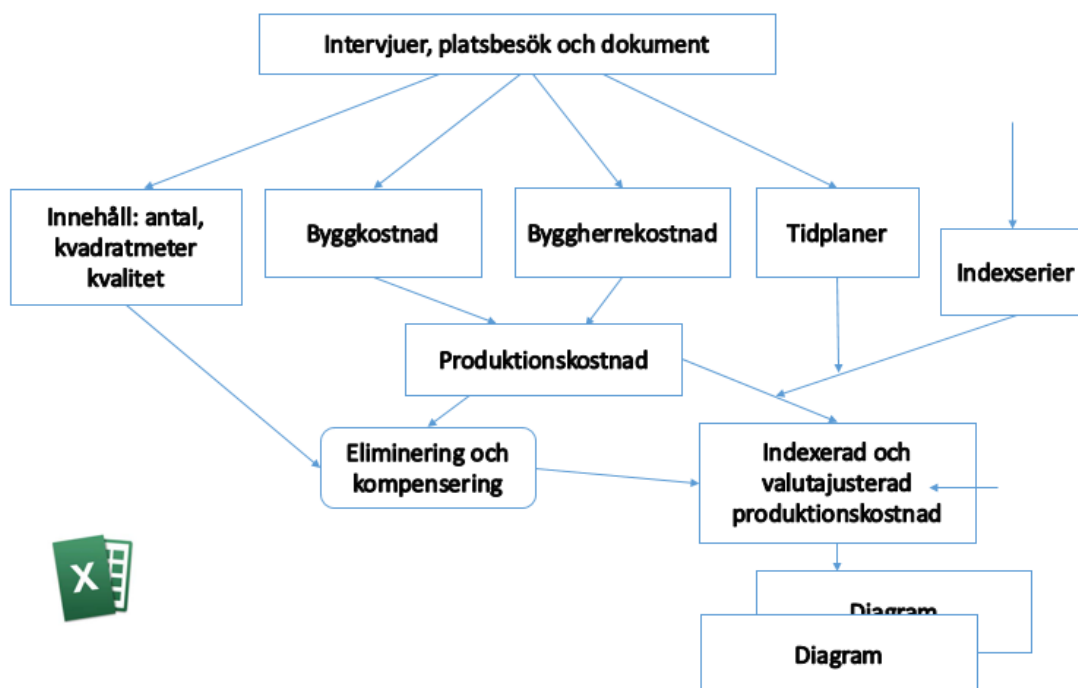 Intervjuer, platsbesök och dokument
Innehåll: antal,
kvadratmeter
kvalitet
Byggkostnad
Byggherrekostnad
Tidplaner
Indexserier
Produktionskostnad
Eliminering och
kompensering
Indexerad och
valutajusterad
produktionskostnad
X
Diagram
Diagram